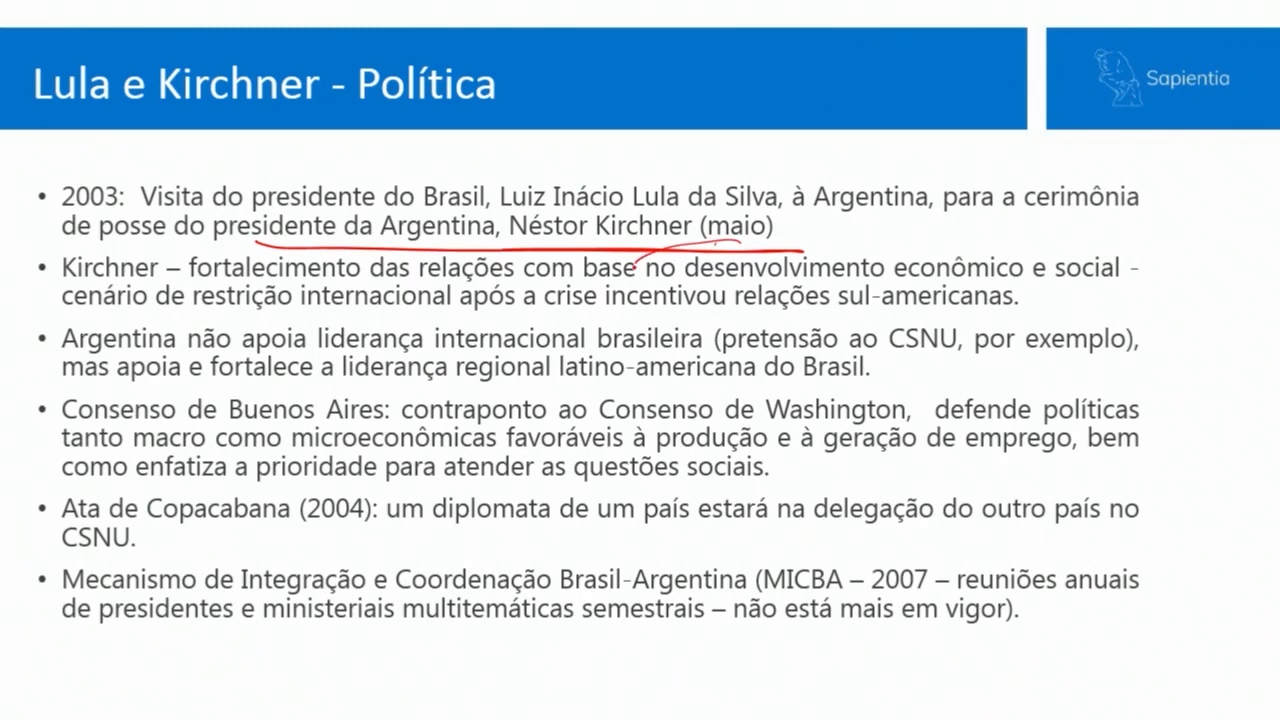 Lula e Kirchner - Política
Sapientia
• 2003: Visita do presidente do Brasil, Luiz Inácio Lula da Silva, à Argentina, para a cerimônia
de posse do presidente da Argentina, Néstor Kirchner (maio)
• Kirchner – fortalecimento das relações com base no desenvolvimento econômico e social -
cenário de restrição internacional após a crise incentivou relações sul-americanas.
• Argentina não apoia liderança internacional brasileira (pretensão ao CSNU, por exemplo),
mas apoia e fortalece a liderança regional latino-americana do Brasil.
• Consenso de Buenos Aires: contraponto ao Consenso de Washington, defende políticas
tanto macro como microeconômicas favoráveis à produção e à geração de emprego, bem
como enfatiza a prioridade para atender as questões sociais.
• Ata de Copacabana (2004): um diplomata de um país estará na delegação do outro país no
CSNU.
• Mecanismo de Integração e Coordenação Brasil-Argentina (MICBA – 2007 – reuniões anuais
de presidentes e ministeriais multitemáticas semestrais – não está mais em vigor).